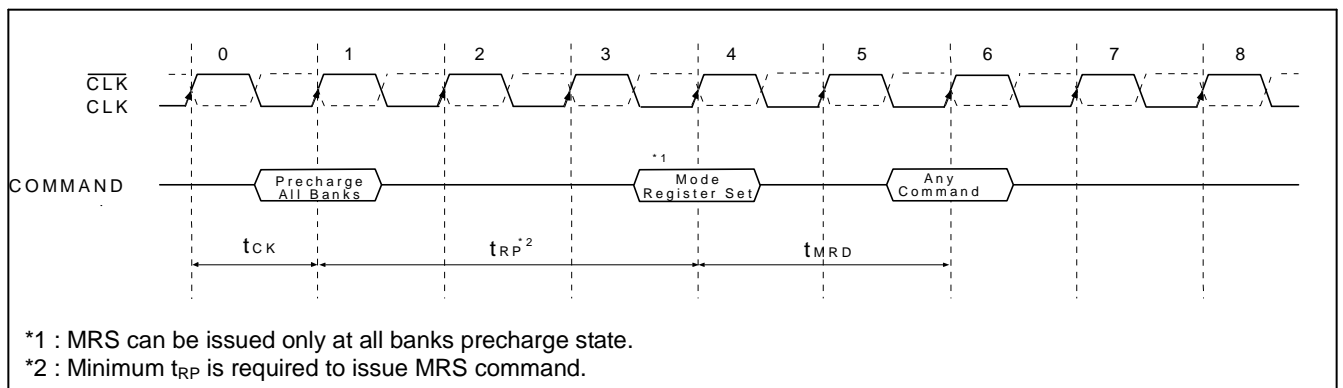 0 1 2 3 4 5 6 7 8
CLK
CLK
*1
COMMAND
Precharge
All Banks
Mode
Register Set
Any
Command
tCK
tRP*2
tMRD
*1 : MRS can be issued only at all banks precharge state.
*2 : Minimum tRP is required to issue MRS command.